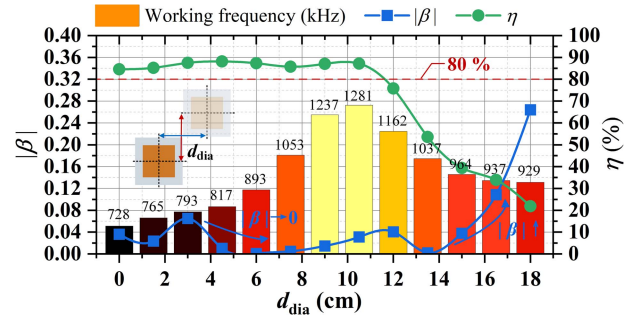 Working frequency (kHz) |β| η
0.40 0.36 0.32 0.28 0.24 0.20 0.16 0.12 0.08 0.04 0.00
|β|
100 90 80 70 60 50 40 30 20 10 0
η (%)
80 %
d_dia
728 765 793 817 893 1053 1237 1281 1162 1037 964 937 929
|β|→0
|β|↑
0 2 4 6 8 10 12 14 16 18
d_dia (cm)